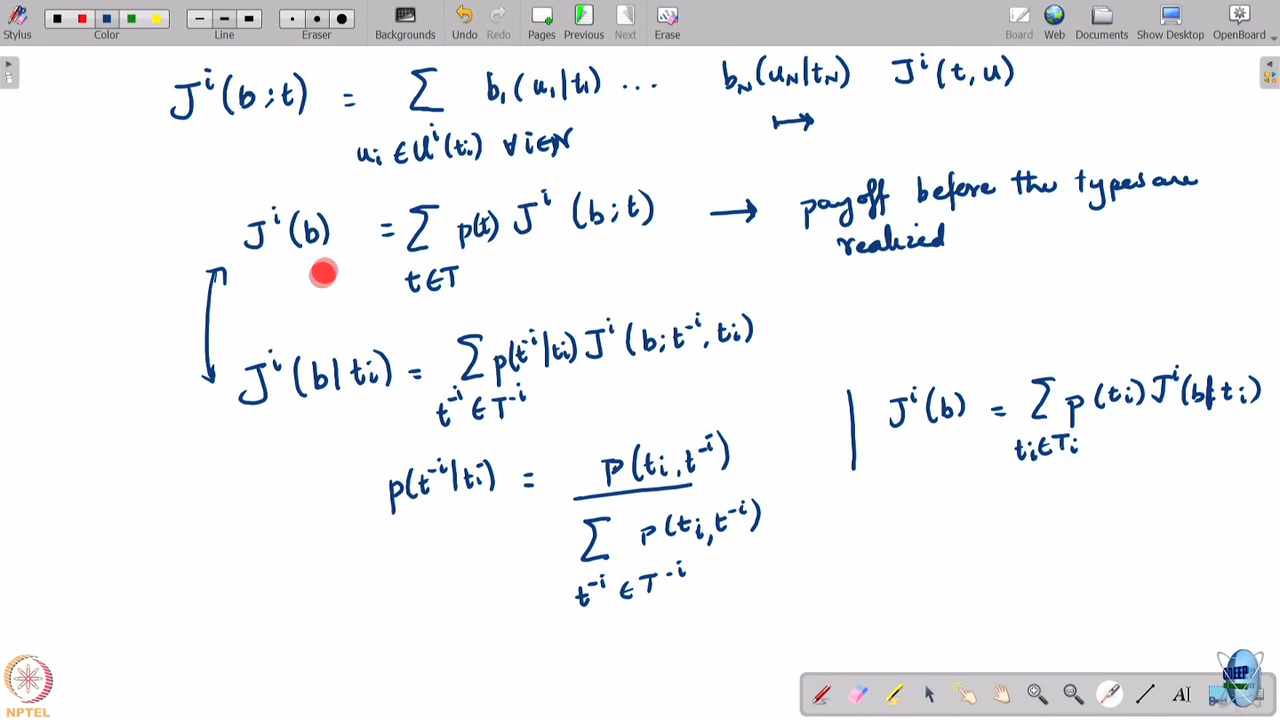 Stylus Color Line Eraser Backgrounds Undo Redo Pages Previous Next Erase Board Web Documents Show Desktop OpenBoard
J^i(b;t) = ∑ b_1(u_1|t_1) ... b_N(u_N|t_N) J^i(t,u)
u_i ∈ U^i(t_i) ∀ i∈N ↦
J^i(b) = ∑ p(t) J^i(b;t) → payoff before the types are
t∈T realized
J^i(b|t_i) = ∑ p(t^{-i}|t_i) J^i(b;t^{-i},t_i)
t^{-i} ∈ T^{-i}
J^i(b) = ∑ p(t_i) J^i(b|t_i)
t_i∈T_i
p(t^{-i}|t_i) = p(t_i,t^{-i})
∑ p(t_i,t^{-i})
t^{-i} ∈ T^{-i}
NPTEL